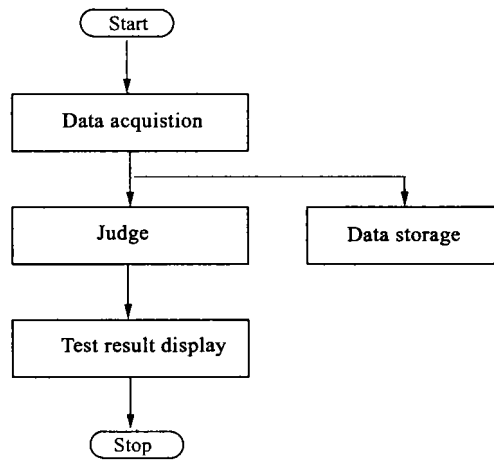 Start
Data acquistion
Judge
Data storage
Test result display
Stop